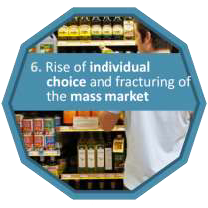 6. Rise of individual
choice and fracturing of
the mass market